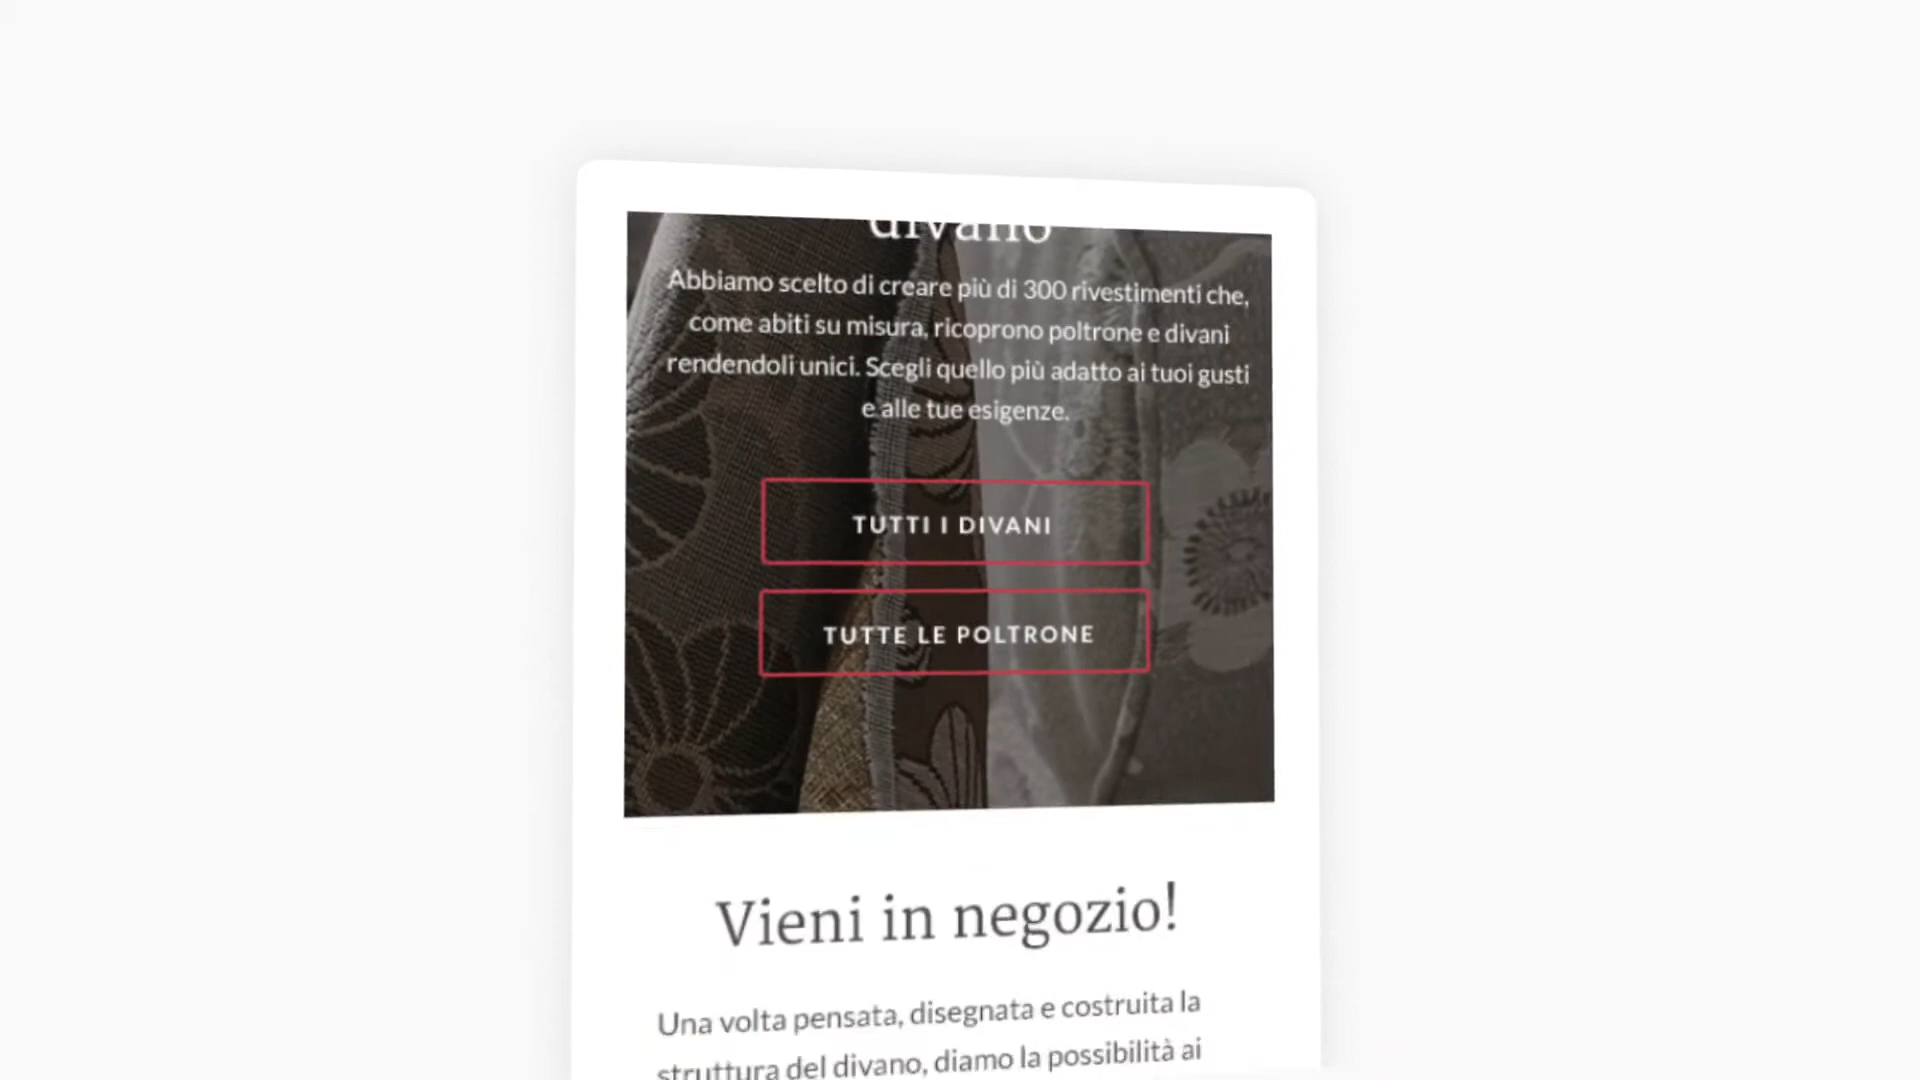 divano
Abbiamo scelto di creare più di 300 rivestimenti che,
come abiti su misura, ricoprono poltrone e divani
rendendoli unici. Scegli quello più adatto ai tuoi gusti
e alle tue esigenze.
TUTTI I DIVANI
TUTTE LE POLTRONE
Vieni in negozio!
Una volta pensata, disegnata e costruita la
struttura del divano, diamo la possibilità ai